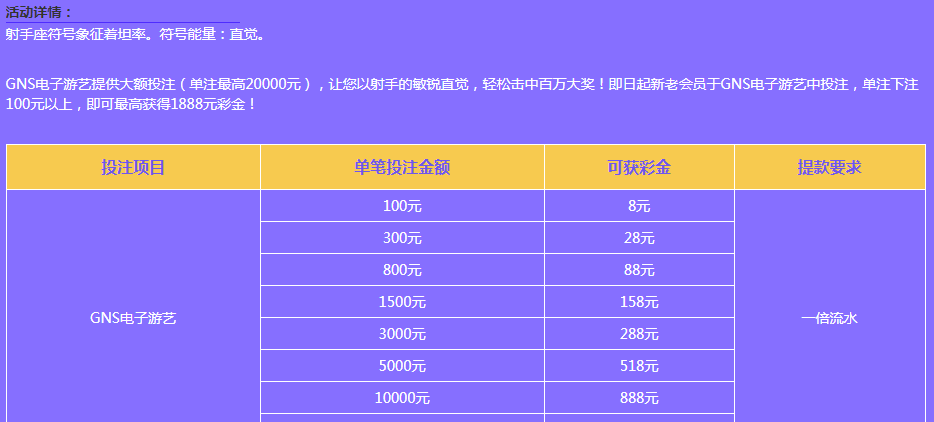 活动详情：
射手座符号象征着坦率。符号能量：直觉。
GNS电子游艺提供大额投注（单注最高20000元），让您以射手的敏锐直觉，轻松击中百万大奖！即日起新老会员于GNS电子游艺中投注，单注下注
100元以上，即可最高获得1888元彩金！
投注项目 单笔投注金额 可获彩金 提款要求
100元 8元
300元 28元
800元 88元
1500元 158元
GNS电子游艺 一倍流水
3000元 288元
5000元 518元
10000元 888元